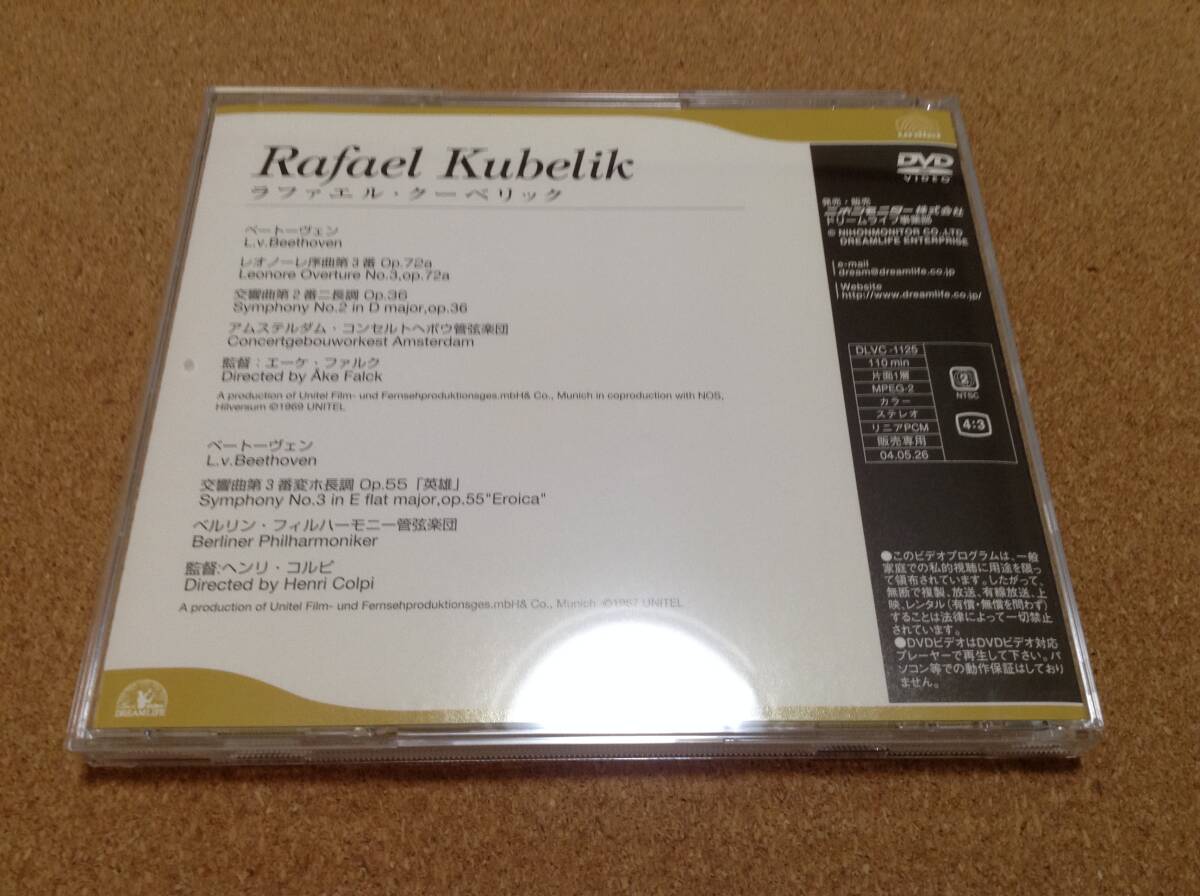 Rafael Kubelik
ラファエル・クーベリック
ベートーヴェン
L.v.Beethoven
レオノーレ序曲第3番 Op.72a
Leonore Overture No.3,op.72a
交響曲第2番ニ長調 Op.36
Symphony No.2 in D major,op.36
アムステルダム・コンセルトヘボウ管弦楽団
Concertgebouworkest Amsterdam
監督:エーケ・ファルク
Directed by Åke Falck
A production of Unitel Film- und Fernsehproduktionsges.mbH& Co., Munich in coproduction with NOS,
Hilversum ©1969 UNITEL
ベートーヴェン
L.v.Beethoven
交響曲第3番変ホ長調 Op.55「英雄」
Symphony No.3 in E flat major,op.55"Eroica"
ベルリン・フィルハーモニー管弦楽団
Berliner Philharmoniker
監督:ヘンリ・コルピ
Directed by Henri Colpi
A production of Unitel Film- und Fernsehproduktionsges.mbH& Co., Munich ©1967 UNITEL
DREAMLIFE
unitel
DVD
VIDEO
発売・販売
ニホンモニター株式会社
ドリームライフ事業部
© NIHONMONITOR CO.,LTD
DREAMLIFE ENTERPRISE
e-mail
dream@dreamlife.co.jp
Website
http://www.dreamlife.co.jp/
DLVC-1125
110 min
片面1層
MPEG-2
カラー
ステレオ
リニアPCM
販売専用
04.05.26
2
NTSC
4:3
●このビデオプログラムは、一般
家庭での私的視聴に用途を限っ
て頒布されています。したがって、
無断で複製、放送、有線放送、上
映、レンタル(有償・無償を問わず)
することは法律によって一切禁止
されています。
●DVDビデオはDVDビデオ対応
プレーヤーで再生して下さい。パ
ソコン等での動作保証はしており
ません。